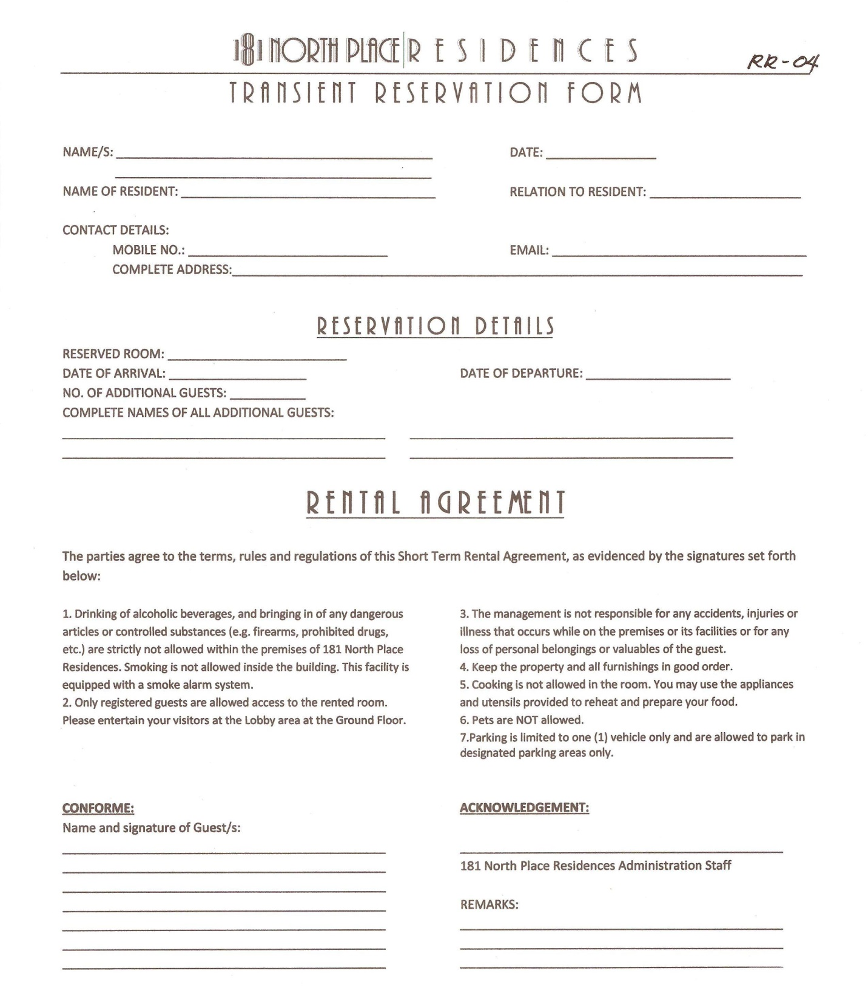 181 NORTH PLACE RESIDENCES
RR-04
TRANSIENT RESERVATION FORM
NAME/S: DATE:
NAME OF RESIDENT: RELATION TO RESIDENT:
CONTACT DETAILS:
MOBILE NO.: EMAIL:
COMPLETE ADDRESS:
RESERVATION DETAILS
RESERVED ROOM:
DATE OF ARRIVAL: DATE OF DEPARTURE:
NO. OF ADDITIONAL GUESTS:
COMPLETE NAMES OF ALL ADDITIONAL GUESTS:
RENTAL AGREEMENT
The parties agree to the terms, rules and regulations of this Short Term Rental Agreement, as evidenced by the signatures set forth
below:
1. Drinking of alcoholic beverages, and bringing in of any dangerous
articles or controlled substances (e.g. firearms, prohibited drugs,
etc.) are strictly not allowed within the premises of 181 North Place
Residences. Smoking is not allowed inside the building. This facility is
equipped with a smoke alarm system.
2. Only registered guests are allowed access to the rented room.
Please entertain your visitors at the Lobby area at the Ground Floor.
3. The management is not responsible for any accidents, injuries or
illness that occurs while on the premises or its facilities or for any
loss of personal belongings or valuables of the guest.
4. Keep the property and all furnishings in good order.
5. Cooking is not allowed in the room. You may use the appliances
and utensils provided to reheat and prepare your food.
6. Pets are NOT allowed.
7.Parking is limited to one (1) vehicle only and are allowed to park in
designated parking areas only.
CONFORME:
Name and signature of Guest/s:
ACKNOWLEDGEMENT:
181 North Place Residences Administration Staff
REMARKS: